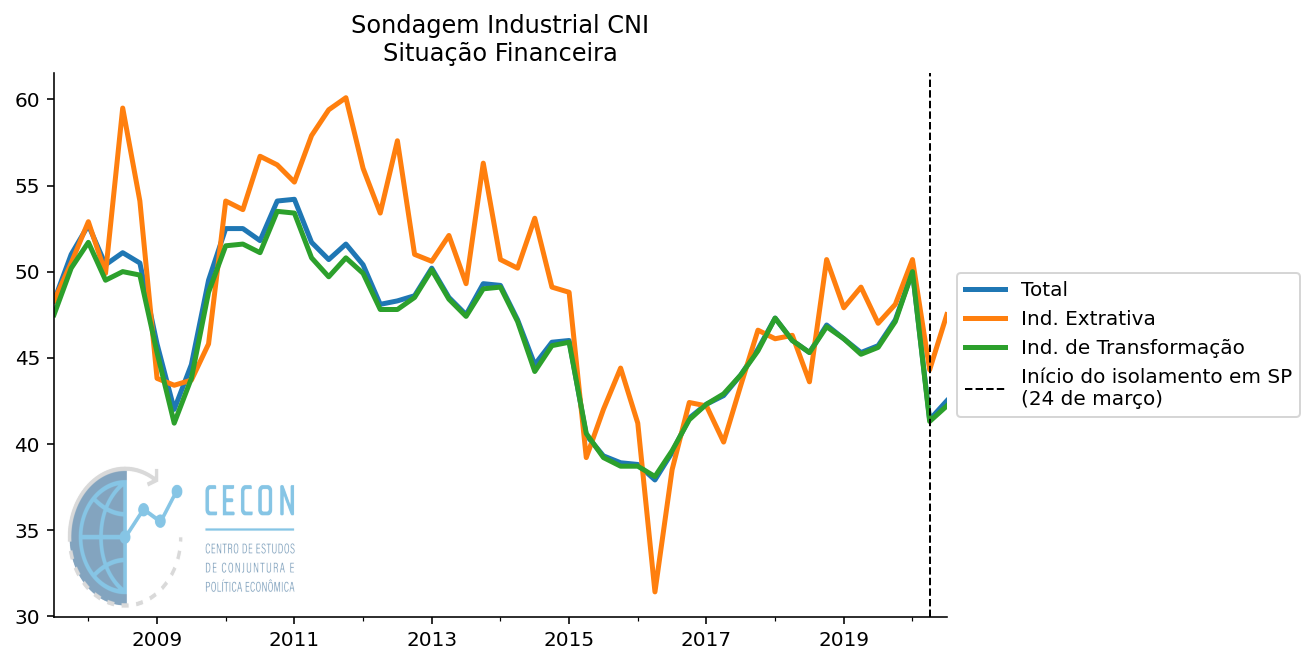 Sondagem Industrial CNI
Situação Financeira
60
55
50
45
40
35
30
2009
2011
2013
2015
2017
2019
Total
Ind. Extrativa
Ind. de Transformação
Início do isolamento em SP
(24 de março)
CECON
CENTRO DE ESTUDOS
DE CONJUNTURA E
POLÍTICA ECONÔMICA